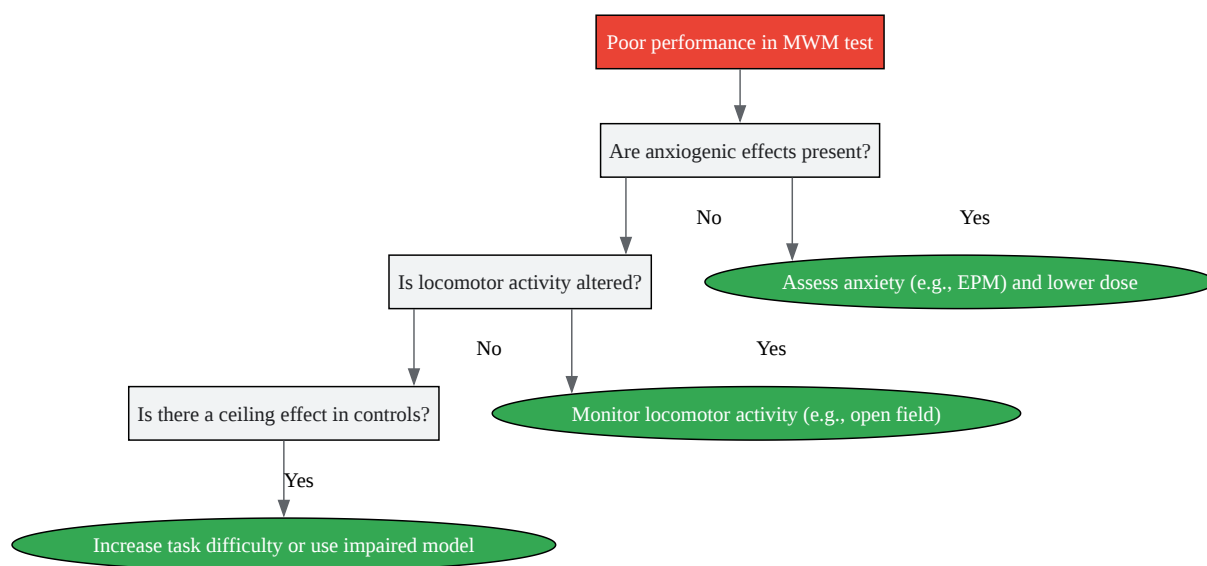 Poor performance in MWM test
Are anxiogenic effects present?
No
Yes
Is locomotor activity altered?
Assess anxiety (e.g., EPM) and lower dose
No
Yes
Is there a ceiling effect in controls?
Monitor locomotor activity (e.g., open field)
Yes
Increase task difficulty or use impaired model